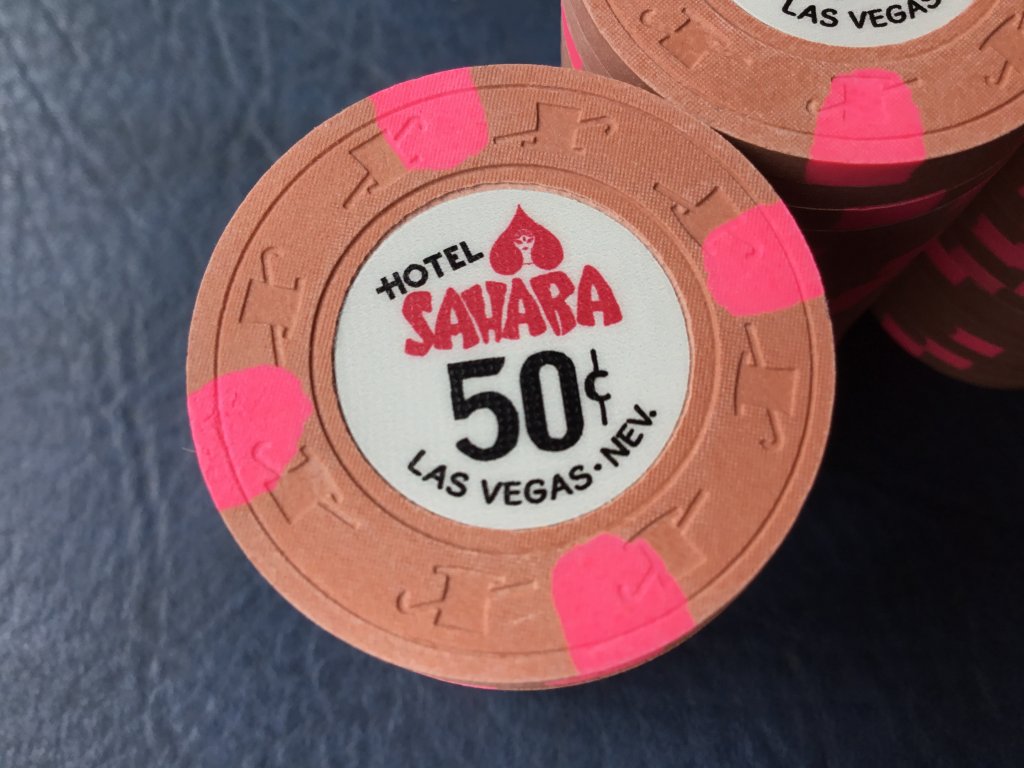 LAS VEGAS
HOTEL
SAHARA
50¢
LAS VEGAS • NEV.